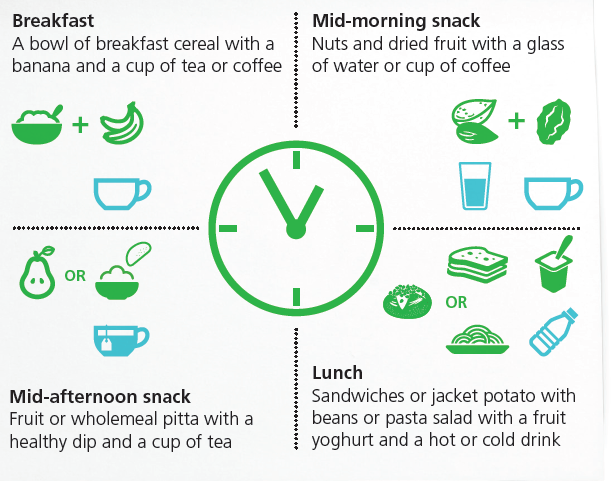 Breakfast
A bowl of breakfast cereal with a
banana and a cup of tea or coffee
Mid-morning snack
Nuts and dried fruit with a glass
of water or cup of coffee
OR
Mid-afternoon snack
Fruit or wholemeal pitta with a
healthy dip and a cup of tea
OR
Lunch
Sandwiches or jacket potato with
beans or pasta salad with a fruit
yoghurt and a hot or cold drink